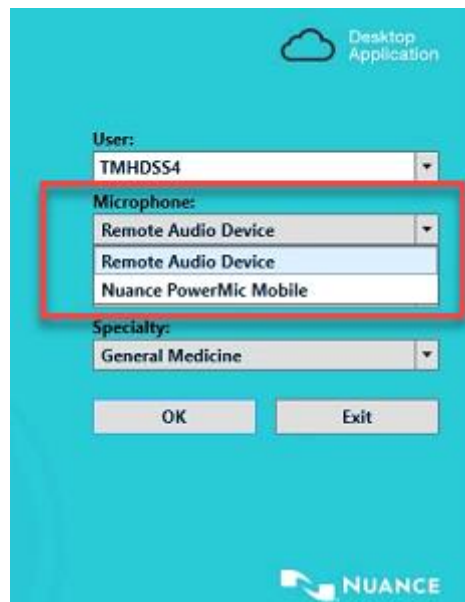 Desktop
Application
User:
TMHDSS4
Microphone:
Remote Audio Device
Remote Audio Device
Nuance PowerMic Mobile
Specialty:
General Medicine
OK Exit
NUANCE